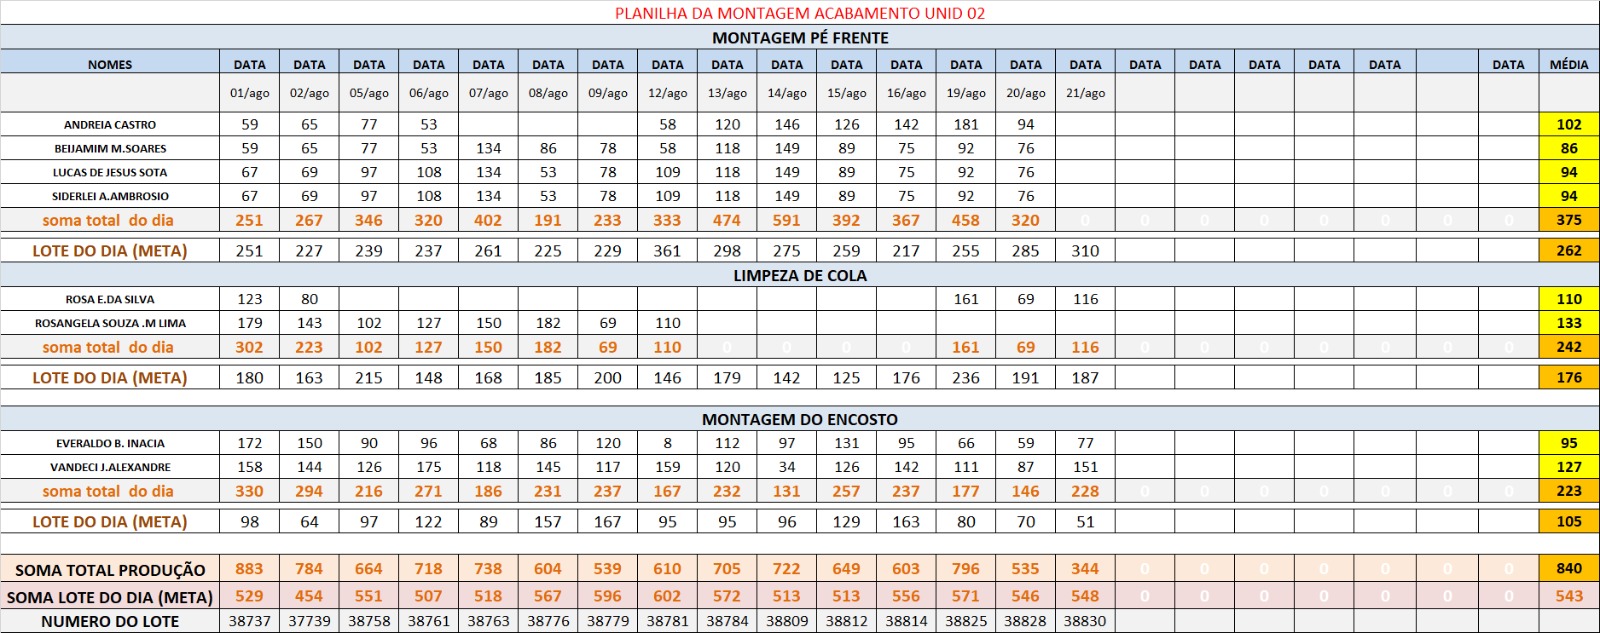 PLANILHA DA MONTAGEM ACABAMENTO UNID 02
MONTAGEM PÉ FRENTE
NOMES DATA DATA DATA DATA DATA DATA DATA DATA DATA DATA DATA DATA DATA DATA DATA DATA DATA DATA DATA DATA DATA MÉDIA
01/ago 02/ago 05/ago 06/ago 07/ago 08/ago 09/ago 12/ago 13/ago 14/ago 15/ago 16/ago 19/ago 20/ago 21/ago
ANDREIA CASTRO 59 65 77 53 58 120 146 126 142 181 94 102
BEIJAMIM M.SOARES 59 65 77 53 134 86 78 58 118 149 89 75 92 76 86
LUCAS DE JESUS SOTA 67 69 97 108 134 53 78 109 118 149 89 75 92 76 94
SIDERLEI A.AMBROSIO 67 69 97 108 134 53 78 109 118 149 89 75 92 76 94
soma total do dia 251 267 346 320 402 191 233 333 474 591 392 367 458 320 0 0 0 0 0 0 0 0 375
LOTE DO DIA (META) 251 227 239 237 261 225 229 361 298 275 259 217 255 285 310 262
LIMPEZA DE COLA
ROSA E.DA SILVA 123 80 161 69 116 110
ROSANGELA SOUZA .M LIMA 179 143 102 127 150 182 69 110 133
soma total do dia 302 223 102 127 150 182 69 110 0 0 0 0 161 69 116 0 0 0 0 0 0 0 242
LOTE DO DIA (META) 180 163 215 148 168 185 200 146 179 142 125 176 236 191 187 176
MONTAGEM DO ENCOSTO
EVERALDO B. INACIA 172 150 90 96 68 86 120 8 112 97 131 95 66 59 77 95
VANDECI J.ALEXANDRE 158 144 126 175 118 145 117 159 120 34 126 142 111 87 151 127
soma total do dia 330 294 216 271 186 231 237 167 232 131 257 237 177 146 228 0 0 0 0 0 0 0 223
LOTE DO DIA (META) 98 64 97 122 89 157 167 95 95 96 129 163 80 70 51 105
SOMA TOTAL PRODUÇÃO 883 784 664 718 738 604 539 610 705 722 649 603 796 535 344 0 0 0 0 0 0 0 840
SOMA LOTE DO DIA (META) 529 454 551 507 518 567 596 602 572 513 513 556 571 546 548 0 0 0 0 0 0 0 543
NUMERO DO LOTE 38737 37739 38758 38761 38763 38776 38779 38781 38784 38809 38812 38814 38825 38828 38830